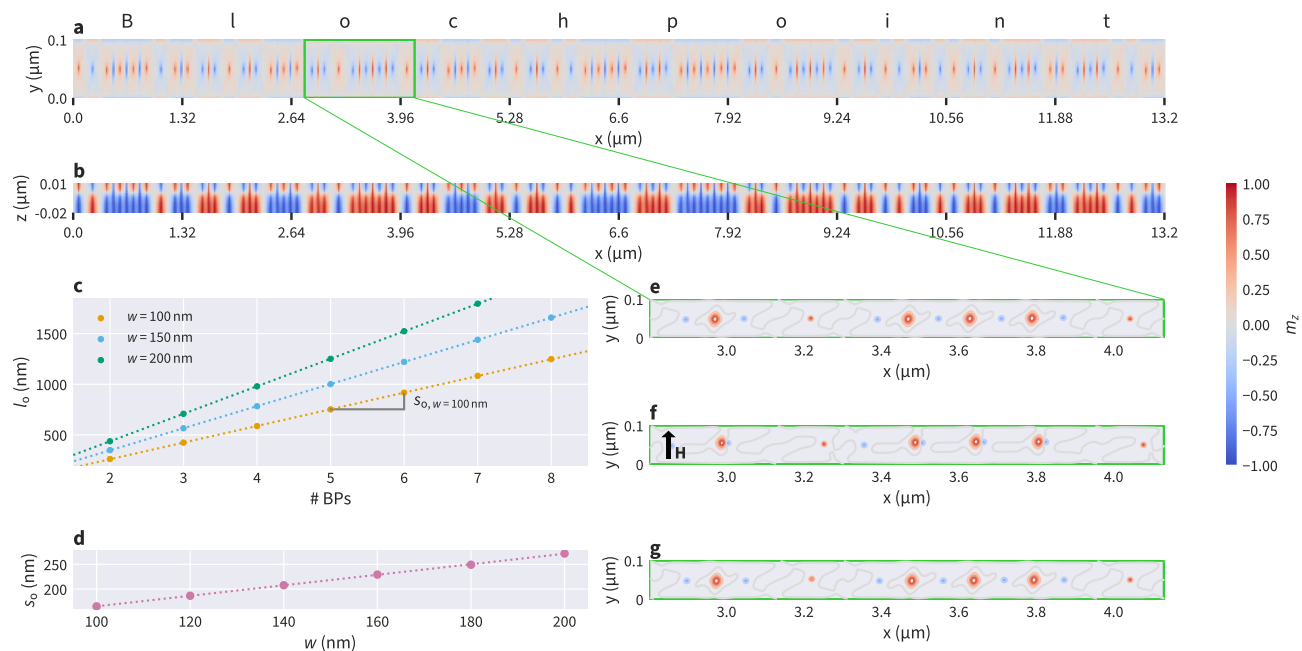 B l o c h p o i n t
a
0.1
y (µm)
0.0
0.0 1.32 2.64 3.96 5.28 6.6 7.92 9.24 10.56 11.88 13.2
x (µm)
b
0.01
z (µm)
-0.02
0.0 1.32 2.64 3.96 5.28 6.6 7.92 9.24 10.56 11.88 13.2
x (µm)
1.00
0.75
0.50
0.25
0.00
−0.25
−0.50
−0.75
−1.00
m_z
c
w = 100 nm
w = 150 nm
w = 200 nm
1500
1000
500
l_o (nm)
s_o, w = 100 nm
2 3 4 5 6 7 8
# BPs
d
250
200
s_o (nm)
100 120 140 160 180 200
w (nm)
e
0.1
y (µm)
0
3.0 3.2 3.4 3.6 3.8 4.0
x (µm)
f
0.1
y (µm)
0
H
3.0 3.2 3.4 3.6 3.8 4.0
x (µm)
g
0.1
y (µm)
0
3.0 3.2 3.4 3.6 3.8 4.0
x (µm)